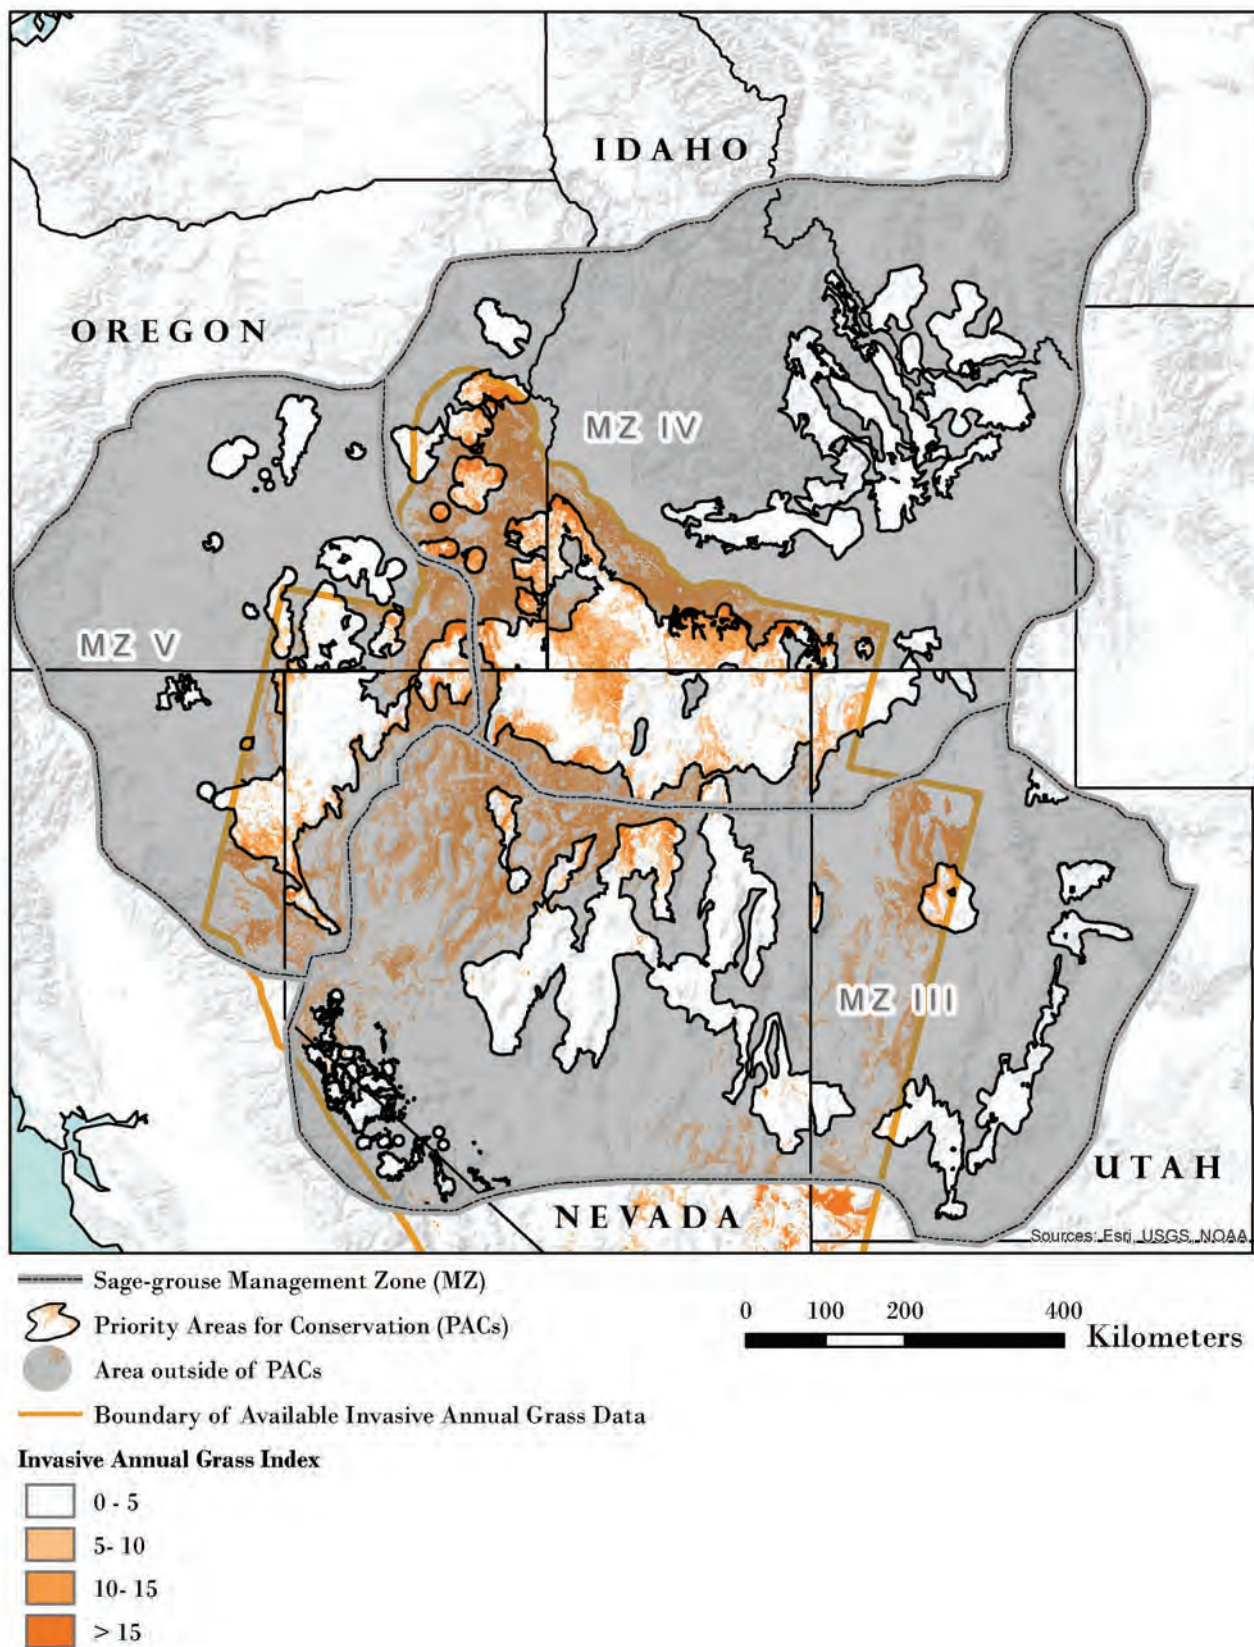 IDAHO
OREGON
MZ IV
MZ V
MZ III
UTAH
NEVADA
Sources: Esri, USGS, NOAA
Sage-grouse Management Zone (MZ)
Priority Areas for Conservation (PACs)
Area outside of PACs
Boundary of Available Invasive Annual Grass Data
0 100 200 400
Kilometers
Invasive Annual Grass Index
0 - 5
5- 10
10- 15
> 15